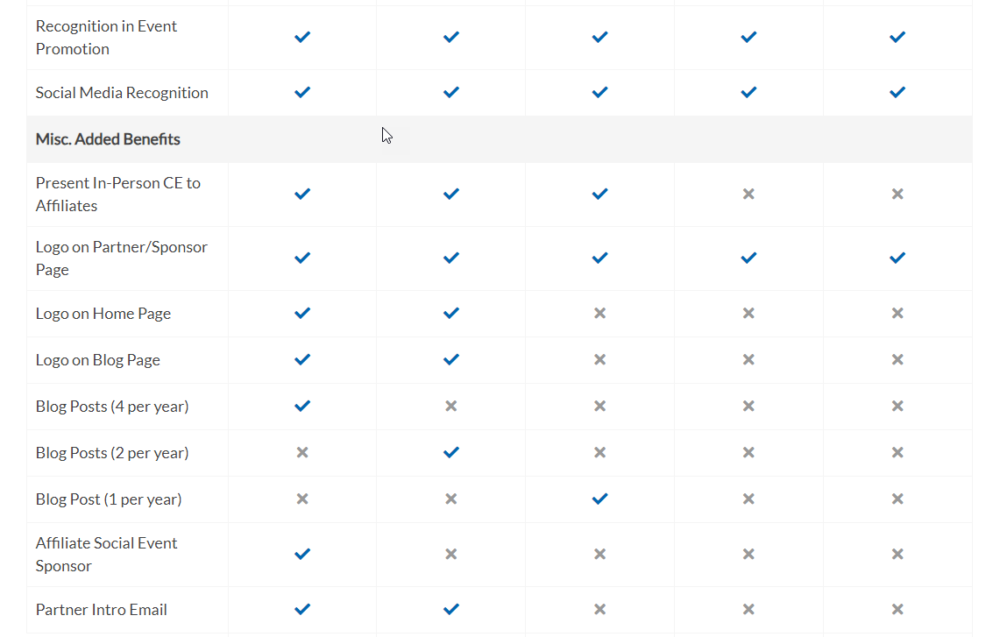 Recognition in Event
Promotion
Social Media Recognition
Misc. Added Benefits
Present In-Person CE to
Affiliates
Logo on Partner/Sponsor
Page
Logo on Home Page
Logo on Blog Page
Blog Posts (4 per year)
Blog Posts (2 per year)
Blog Post (1 per year)
Affiliate Social Event
Sponsor
Partner Intro Email